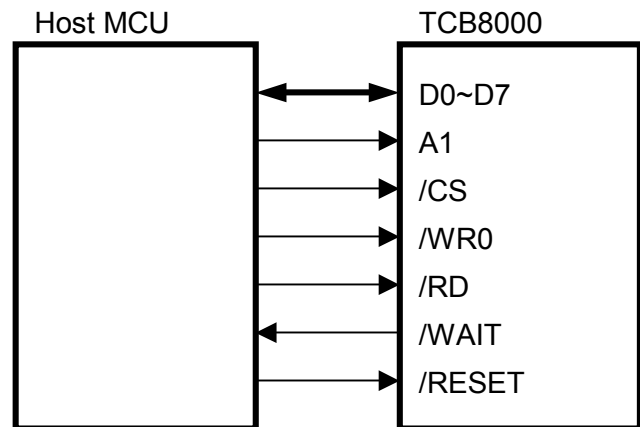 Host MCU
TCB8000
D0~D7
A1
/CS
/WR0
/RD
/WAIT
/RESET